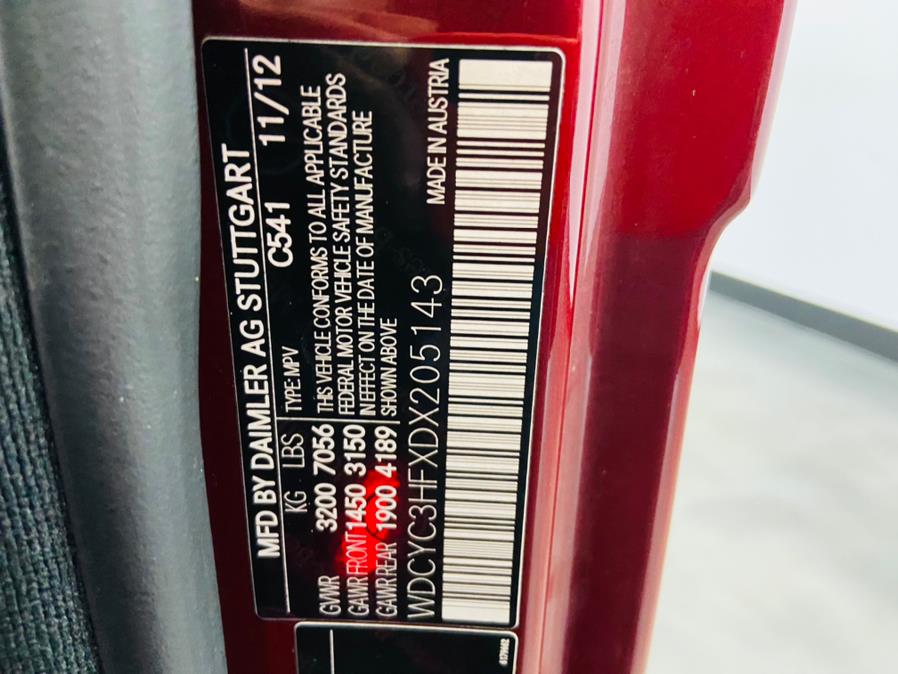 MFD BY DAIMLER AG STUTTGART
C541 11/12
KG LBS TYPE: MPV
GVWR 3200 7056
GAWR FRONT 1450 3150
GAWR REAR 1900 4189
THIS VEHICLE CONFORMS TO ALL APPLICABLE
FEDERAL MOTOR VEHICLE SAFETY STANDARDS
IN EFFECT ON THE DATE OF MANUFACTURE
SHOWN ABOVE
MADE IN AUSTRIA
WDCYC3HFXDX205143